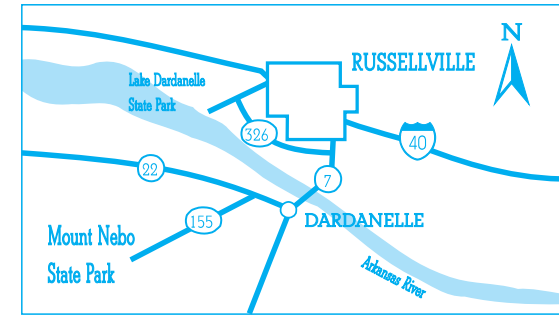 N
RUSSELLVILLE
Lake Dardanelle
State Park
326
40
22
7
155
DARDANELLE
Mount Nebo
State Park
Arkansas River